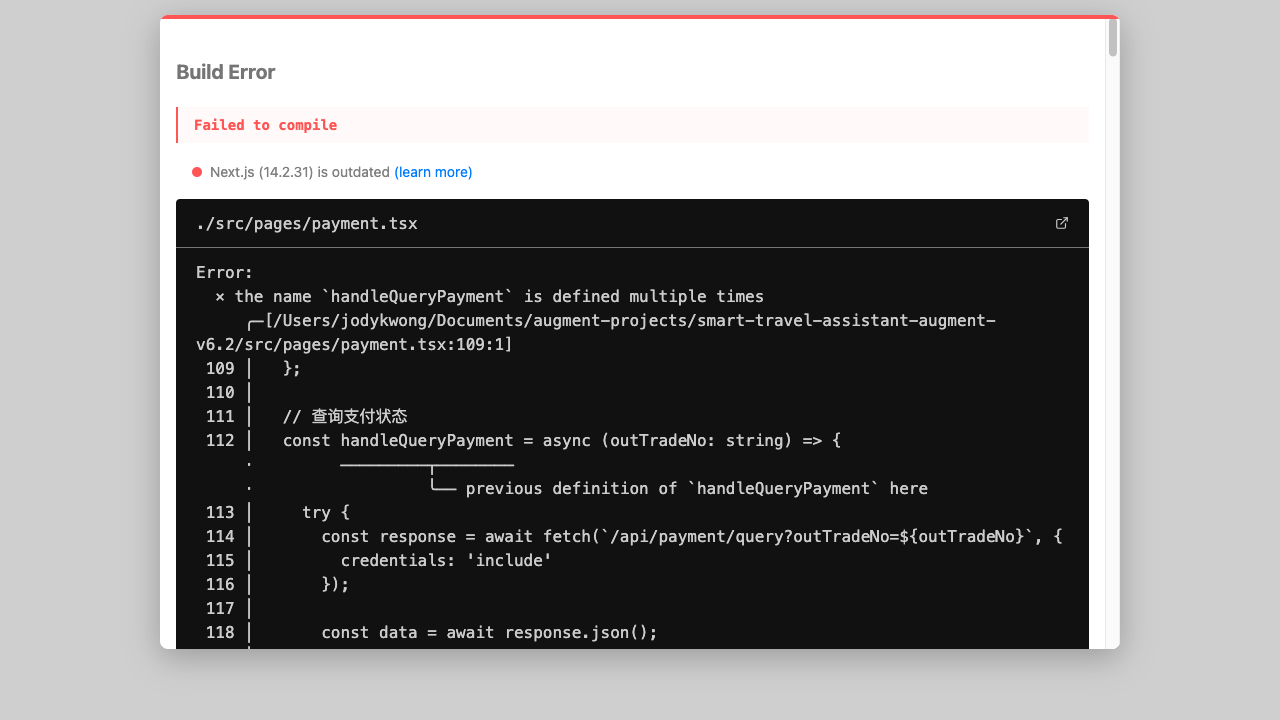 Build Error
Failed to compile
Next.js (14.2.31) is outdated (learn more)
./src/pages/payment.tsx
Error:
× the name `handleQueryPayment` is defined multiple times
╭─[/Users/jodykwong/Documents/augment-projects/smart-travel-assistant-augment-
v6.2/src/pages/payment.tsx:109:1]
109 │   };
110 │
111 │   // 查询支付状态
112 │   const handleQueryPayment = async (outTradeNo: string) => {
·         ─────────┬────────
·                  ╰── previous definition of `handleQueryPayment` here
113 │     try {
114 │       const response = await fetch(`/api/payment/query?outTradeNo=${outTradeNo}`, {
115 │         credentials: 'include'
116 │       });
117 │
118 │       const data = await response.json();